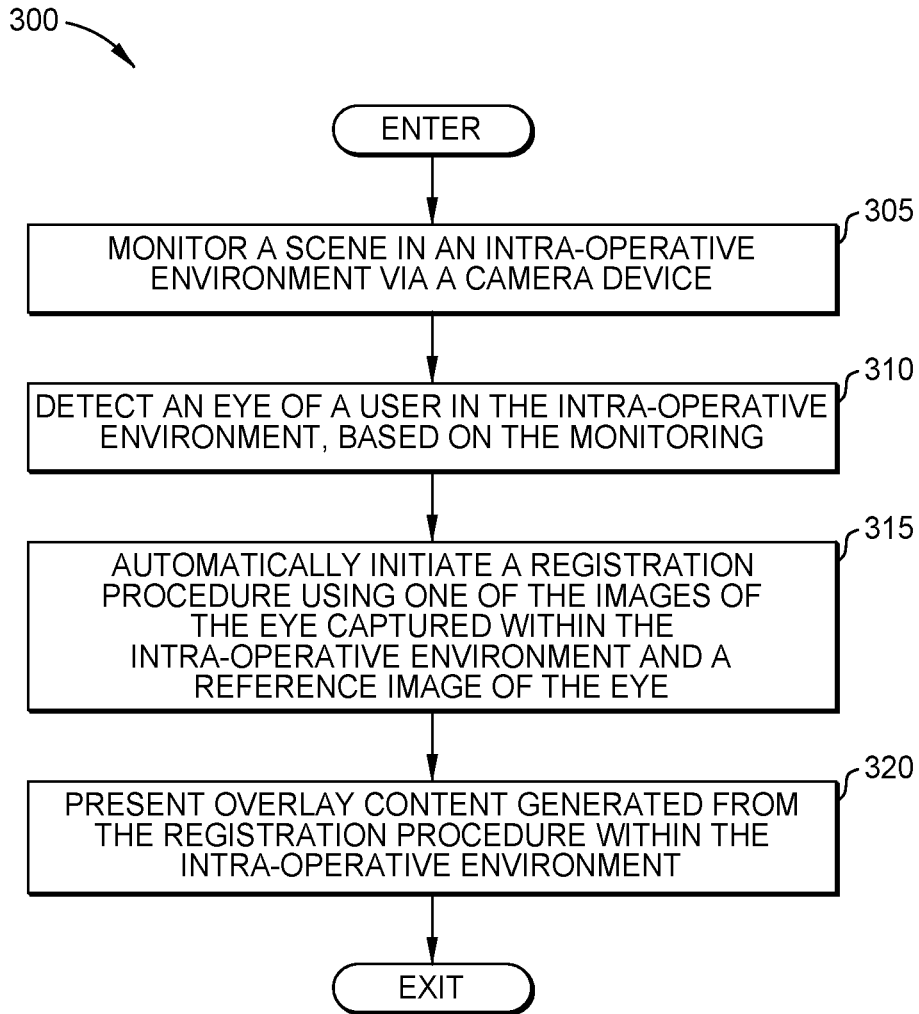 300
ENTER
305
MONITOR A SCENE IN AN INTRA-OPERATIVE
ENVIRONMENT VIA A CAMERA DEVICE
310
DETECT AN EYE OF A USER IN THE INTRA-OPERATIVE
ENVIRONMENT, BASED ON THE MONITORING
315
AUTOMATICALLY INITIATE A REGISTRATION
PROCEDURE USING ONE OF THE IMAGES OF
THE EYE CAPTURED WITHIN THE
INTRA-OPERATIVE ENVIRONMENT AND A
REFERENCE IMAGE OF THE EYE
320
PRESENT OVERLAY CONTENT GENERATED FROM
THE REGISTRATION PROCEDURE WITHIN THE
INTRA-OPERATIVE ENVIRONMENT
EXIT